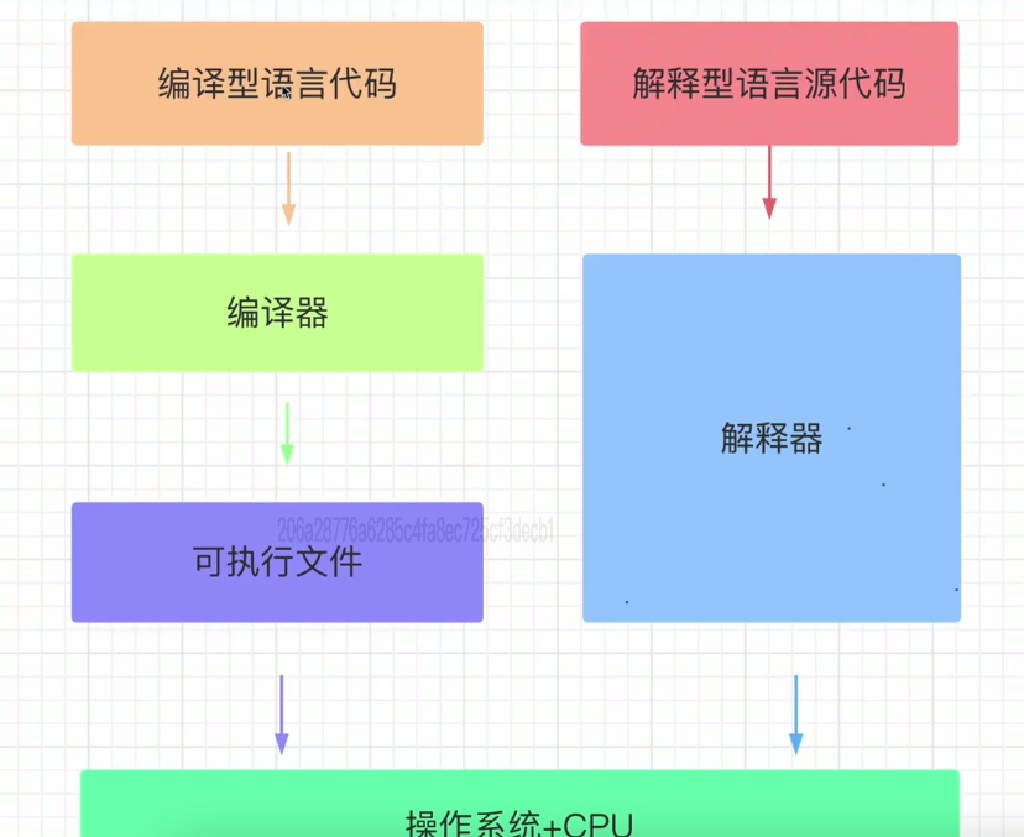 编译型语言代码
解释型语言源代码
编译器
解释器
206a28776a6285c4fa8ec725cf3decb1
可执行文件
操作系统+CPU